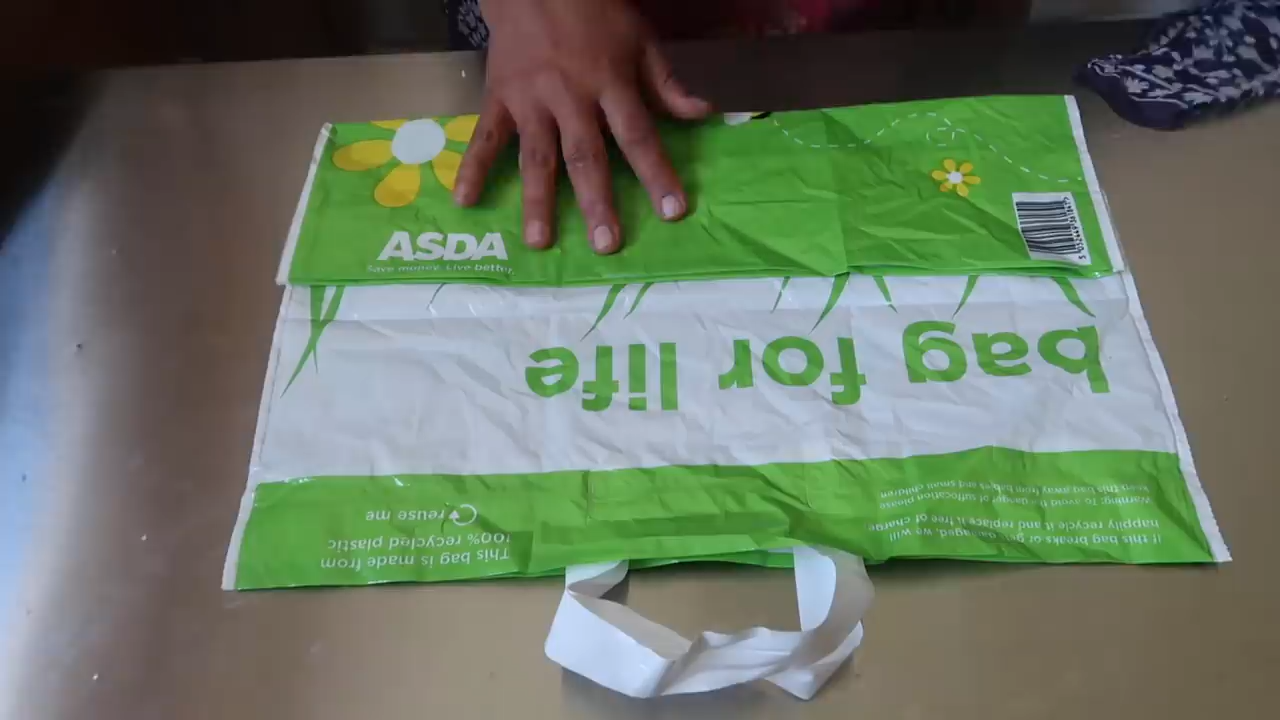 ASDA
Save money. Live better.
bag for life
If this bag breaks or gets damaged, we will
happily recycle it and replace it free of charge
Warning: to avoid the danger of suffocation please
keep this bag away from babies and small children
This bag is made from
100% recycled plastic
reuse me